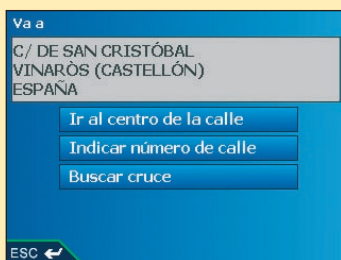 Va a
C/ DE SAN CRISTÓBAL
VINARÒS (CASTELLÓN)
ESPAÑA
Ir al centro de la calle
Indicar número de calle
Buscar cruce
ESC